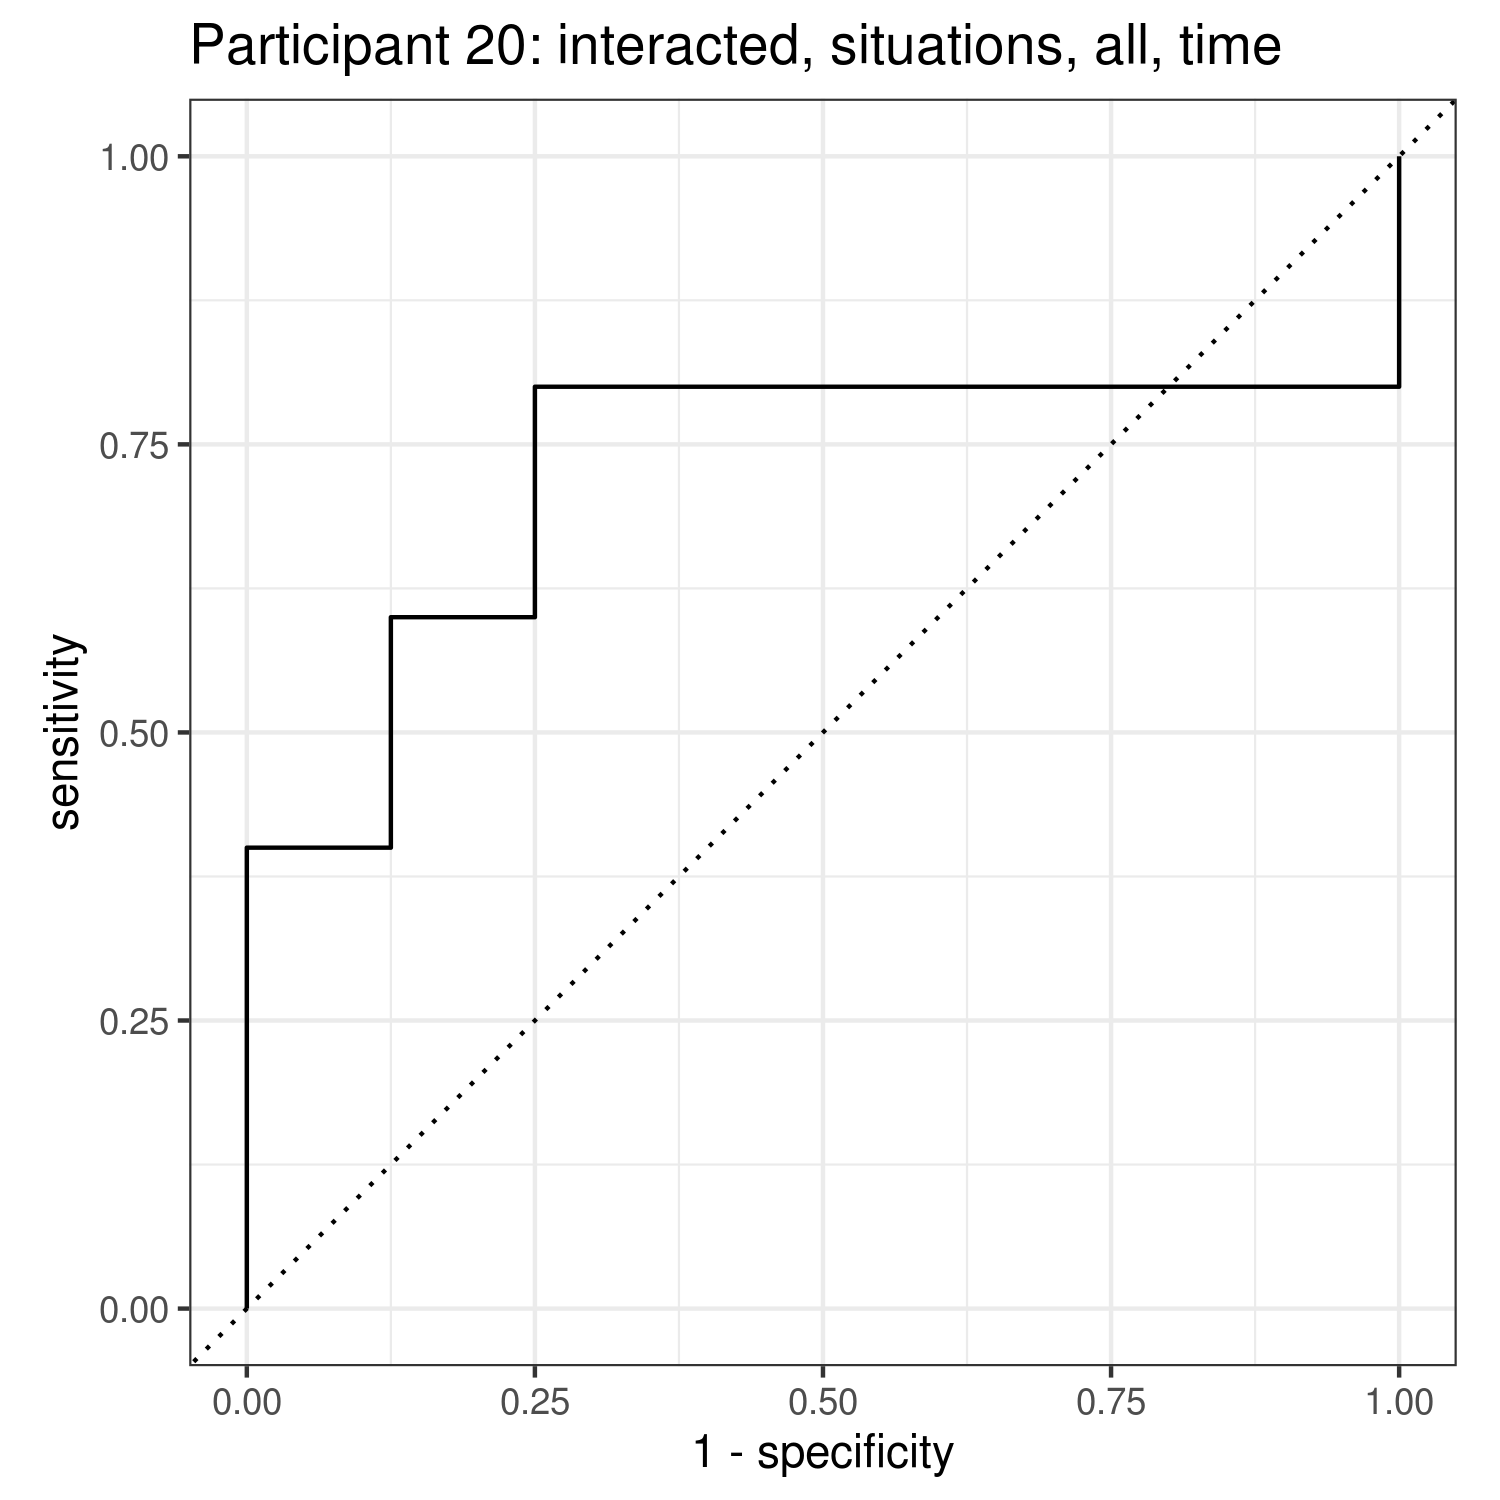 Participant 20: interacted, situations, all, time
1.00
0.75
0.50
0.25
0.00
sensitivity
0.00 0.25 0.50 0.75 1.00
1 - specificity